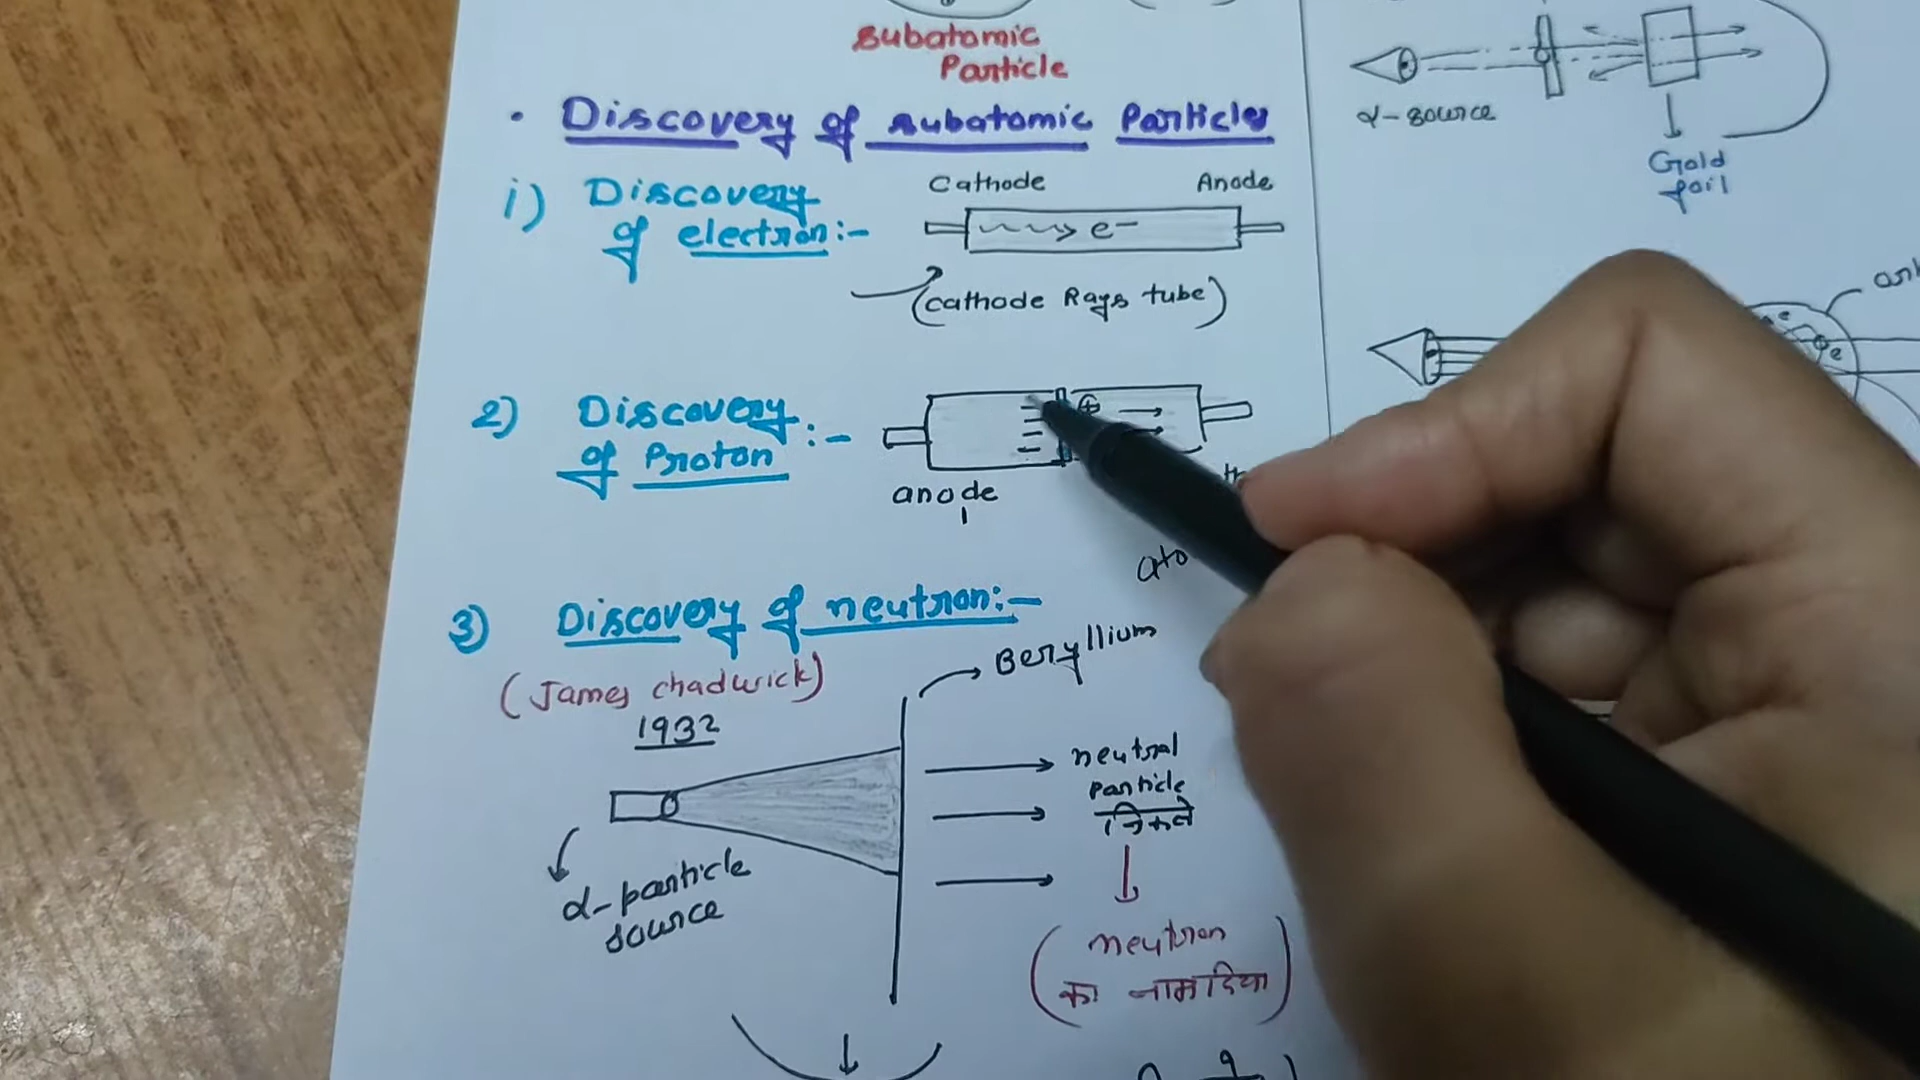 subatomic
Particle
• Discovery of subatomic Particles
i) Discovery
of electron:-
Cathode
Anode
e-
(cathode Rays tube)
2) Discovery
of Proton :-
+
anode
3) Discovery of neutron:-
(James chadwick)
1932
Beryllium
α-particle
source
neutral
particle
निकले
(neutron
का नाम दिया)
α-source
Gold
foil
e
e